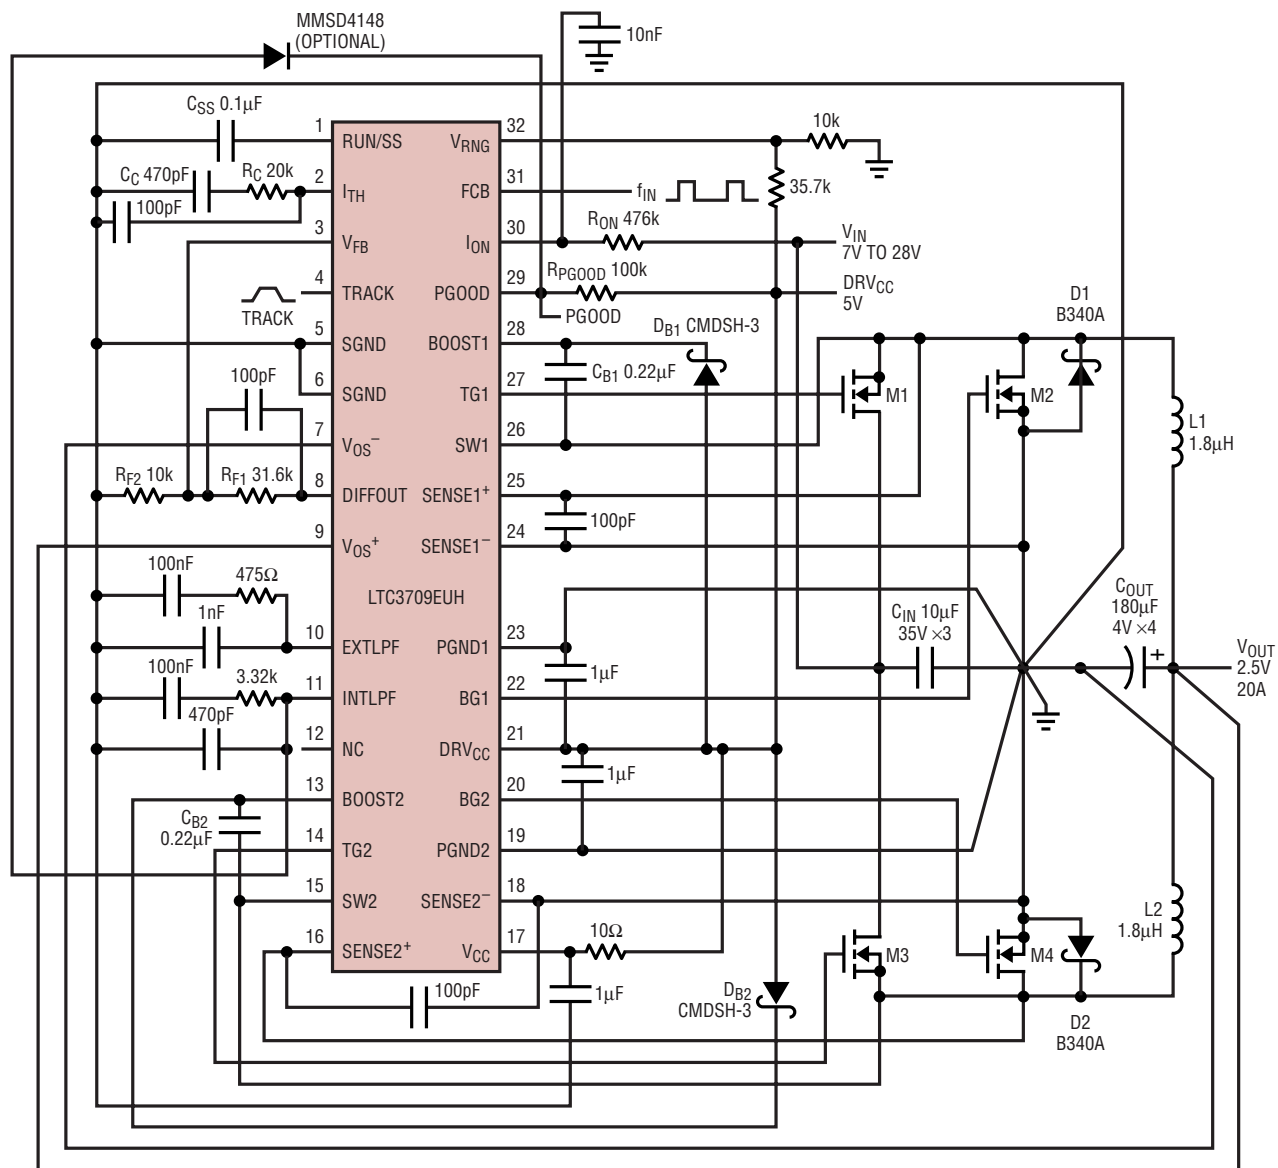 MMSD4148
(OPTIONAL)
10nF
CSS 0.1µF
1
RUN/SS
VRNG
32
10k
CC 470pF
RC 20k
2
ITH
FCB
31
fIN
35.7k
100pF
3
VFB
ION
30
RON 476k
VIN
7V TO 28V
4
TRACK
PGOOD
29
RPGOOD 100k
DRVCC
5V
TRACK
PGOOD
D1
B340A
5
SGND
BOOST1
28
DB1 CMDSH-3
100pF
6
SGND
TG1
27
CB1 0.22µF
M1
M2
7
VOS–
SW1
26
L1
1.8µH
RF2 10k
RF1 31.6k
8
DIFFOUT
SENSE1+
25
100pF
9
VOS+
SENSE1–
24
100nF
475Ω
LTC3709EUH
1nF
10
EXTLPF
PGND1
23
CIN 10µF
35V ×3
COUT
180µF
4V ×4
+
VOUT
2.5V
20A
100nF
3.32k
11
INTLPF
BG1
22
1µF
470pF
12
NC
DRVCC
21
1µF
13
BOOST2
BG2
20
CB2
0.22µF
14
TG2
PGND2
19
15
SW2
SENSE2–
18
L2
1.8µH
16
SENSE2+
VCC
17
10Ω
M3
M4
100pF
1µF
DB2
CMDSH-3
D2
B340A